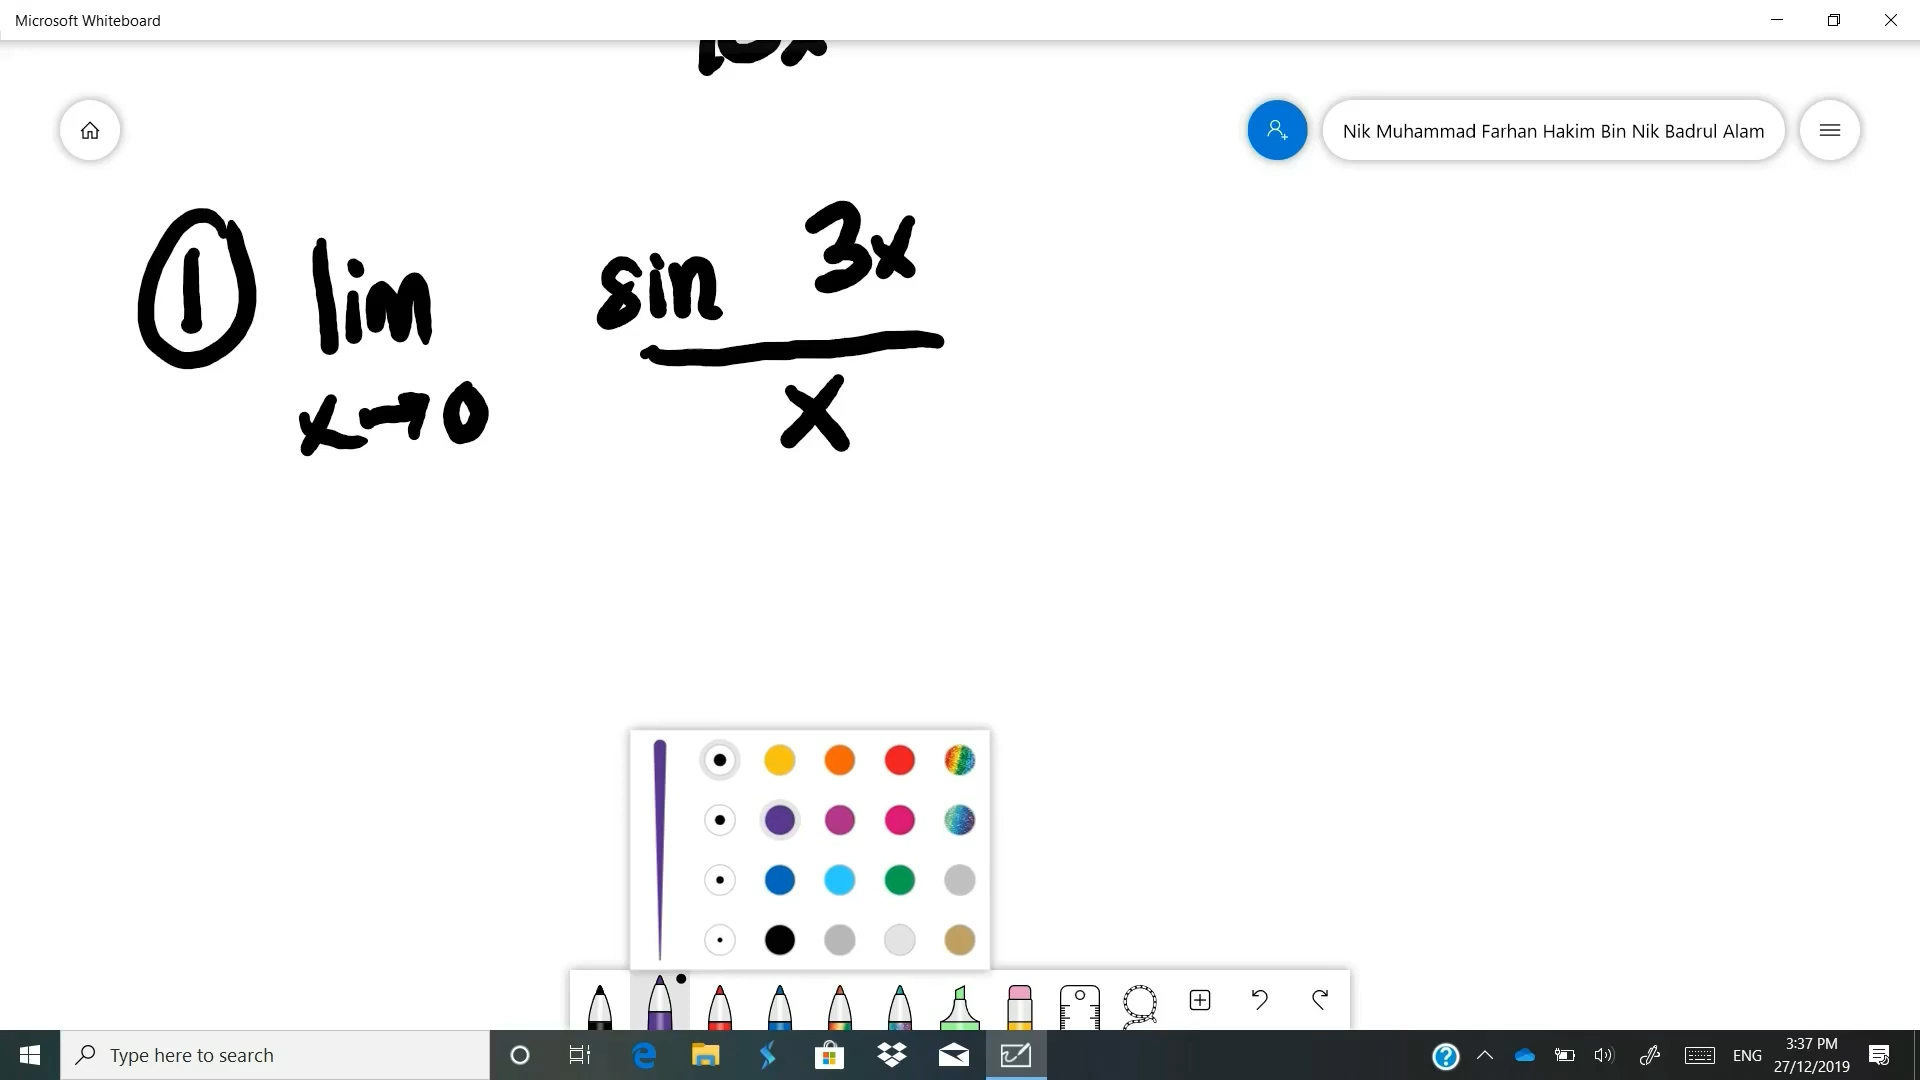 Microsoft Whiteboard
Nik Muhammad Farhan Hakim Bin Nik Badrul Alam
① lim sin 3x
x→0 x
Type here to search
ENG
3:37 PM
27/12/2019